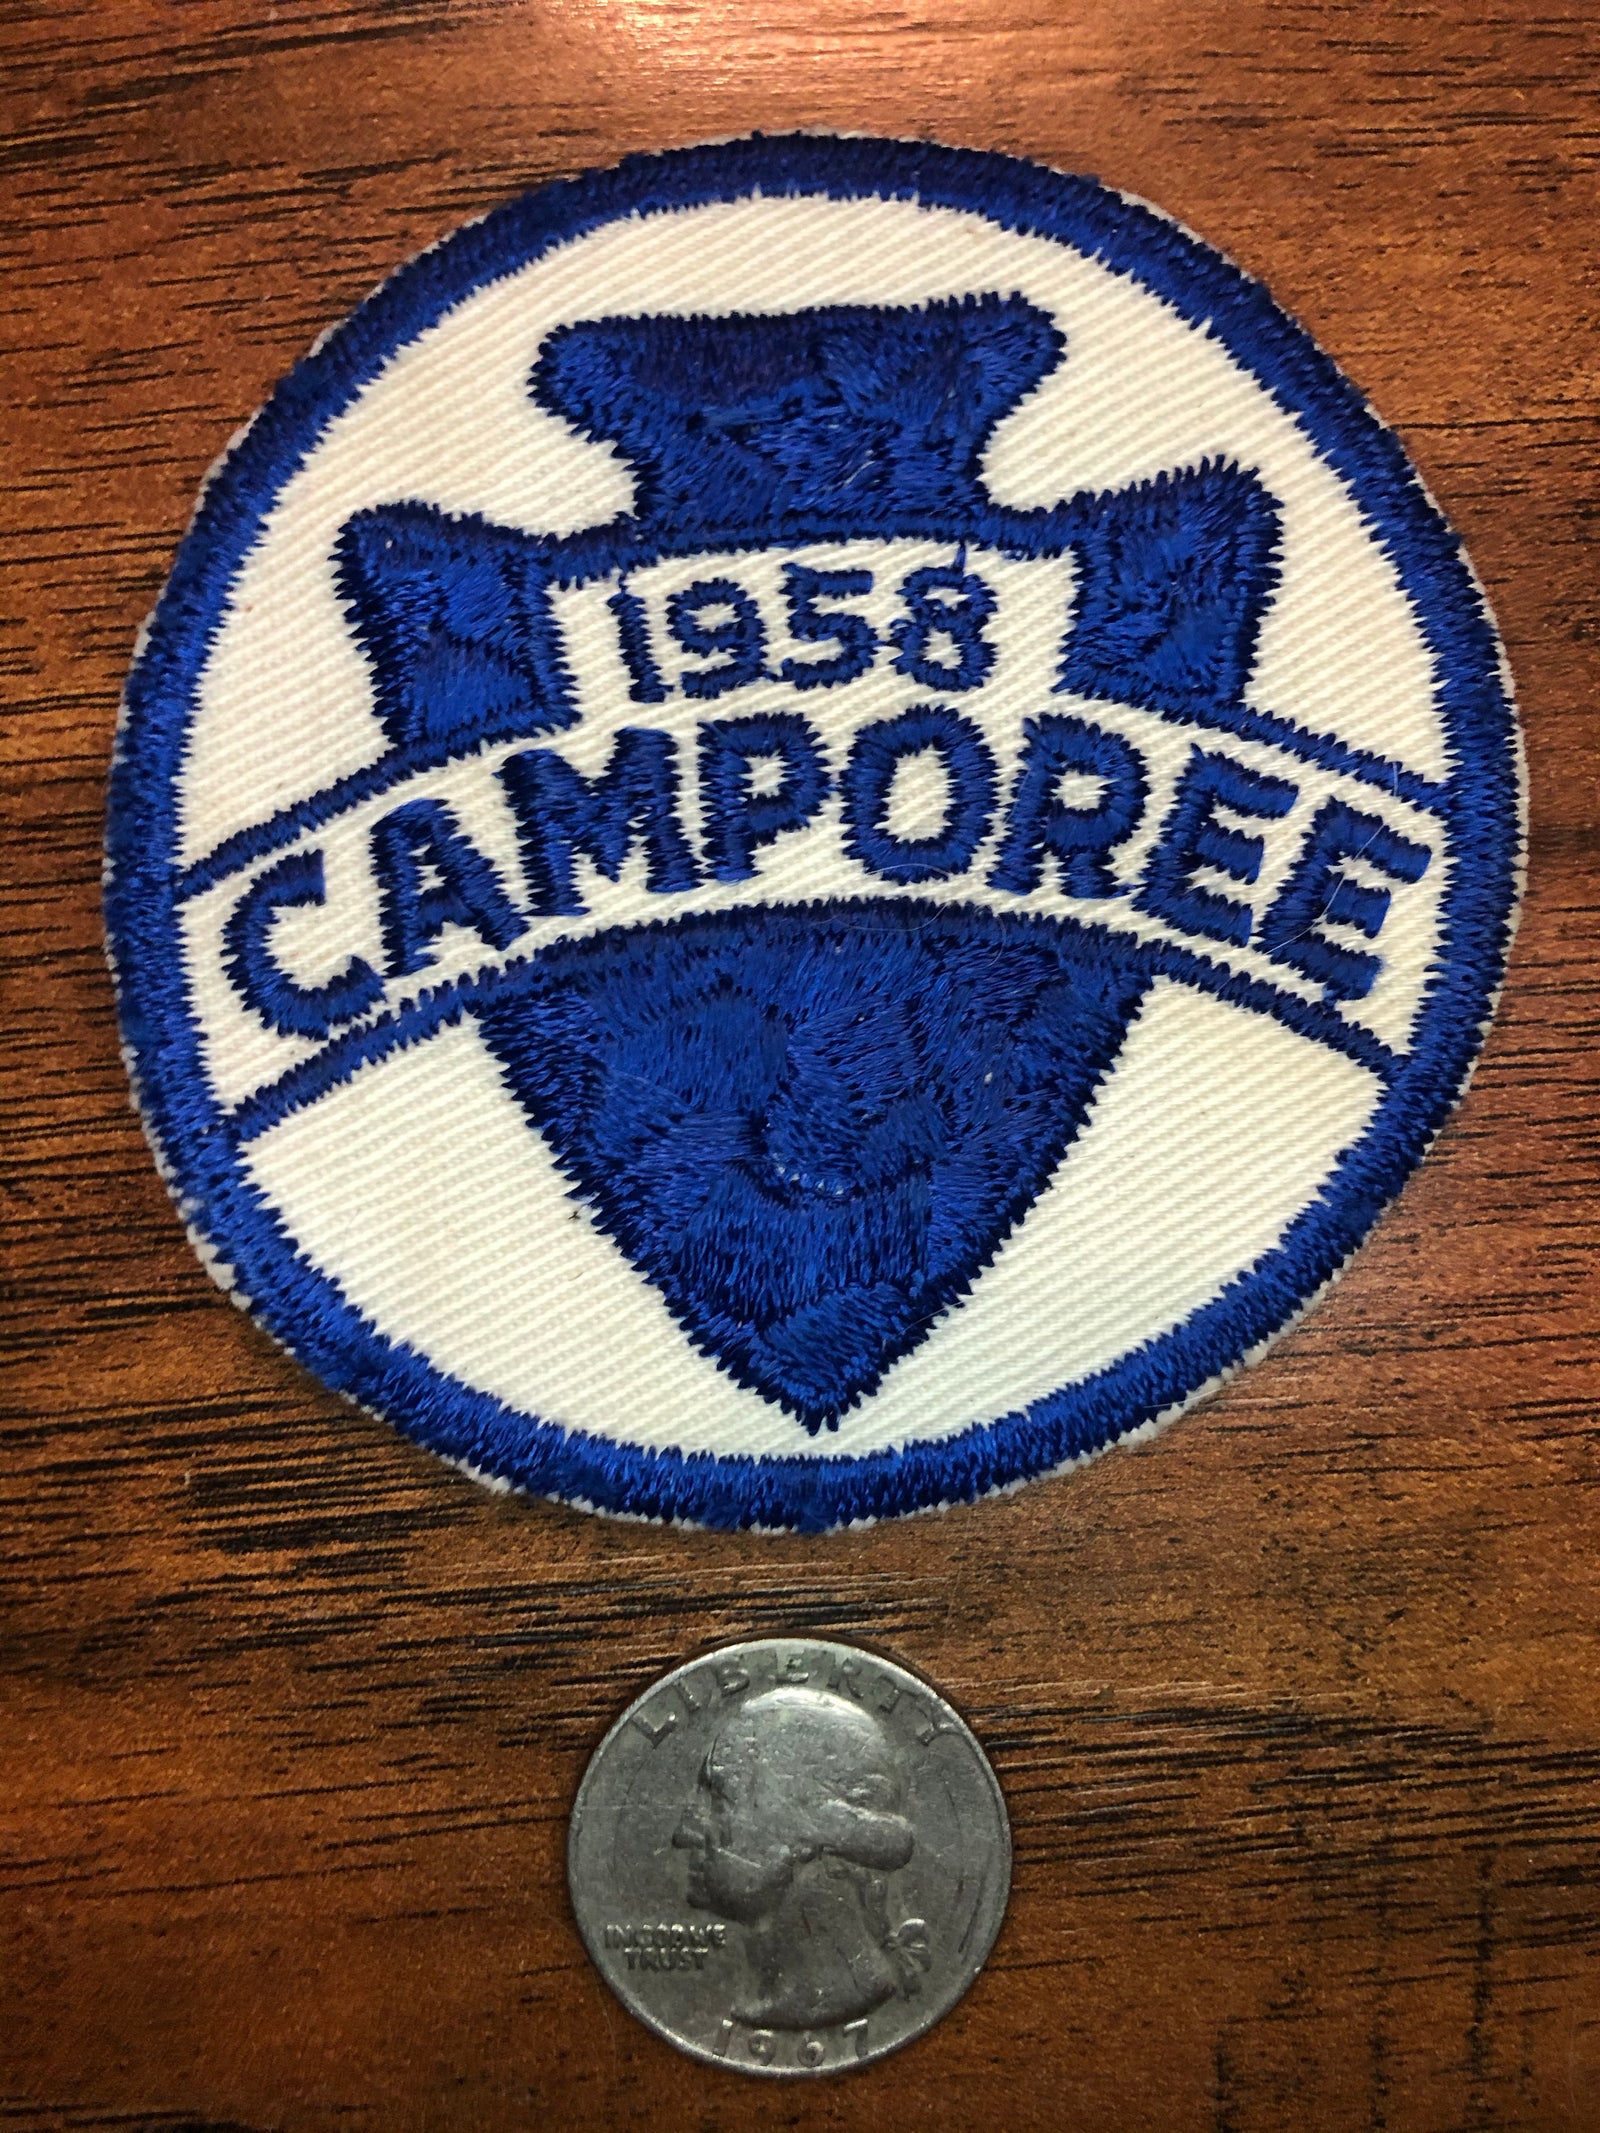 1958
CAMPOREE
LIBERTY
IN GOD WE
TRUST
1967